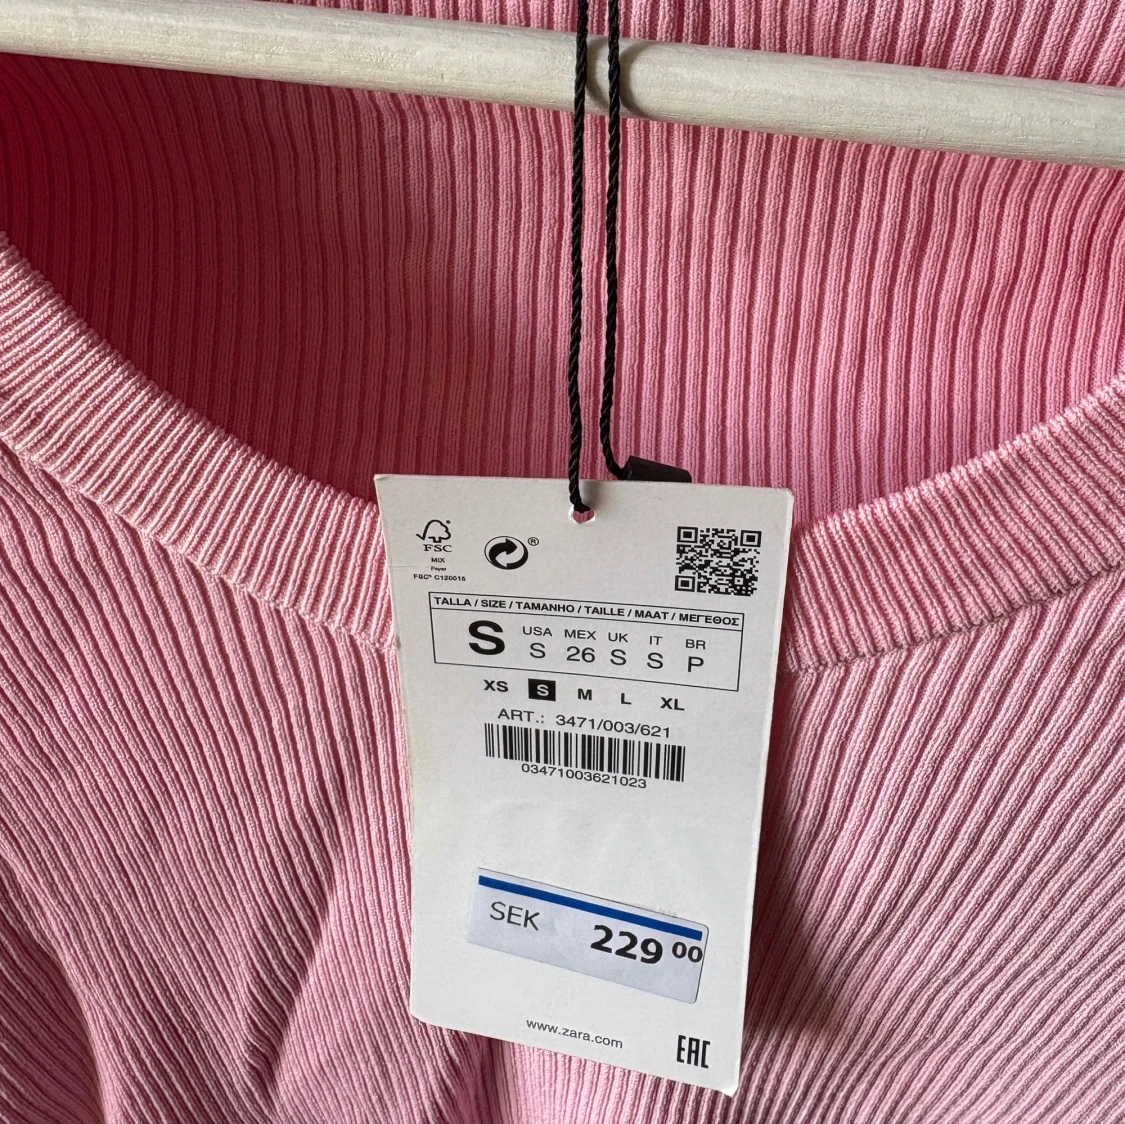 FSC
MIX
Paper
FSC® C120015
®
TALLA / SIZE / TAMANHO / TAILLE / MAAT / ΜΕΓΕΘΟΣ
S
USA MEX UK IT BR
S 26 S S P
XS S M L XL
ART.: 3471/003/621
03471003621023
SEK 229 00
www.zara.com
EAC